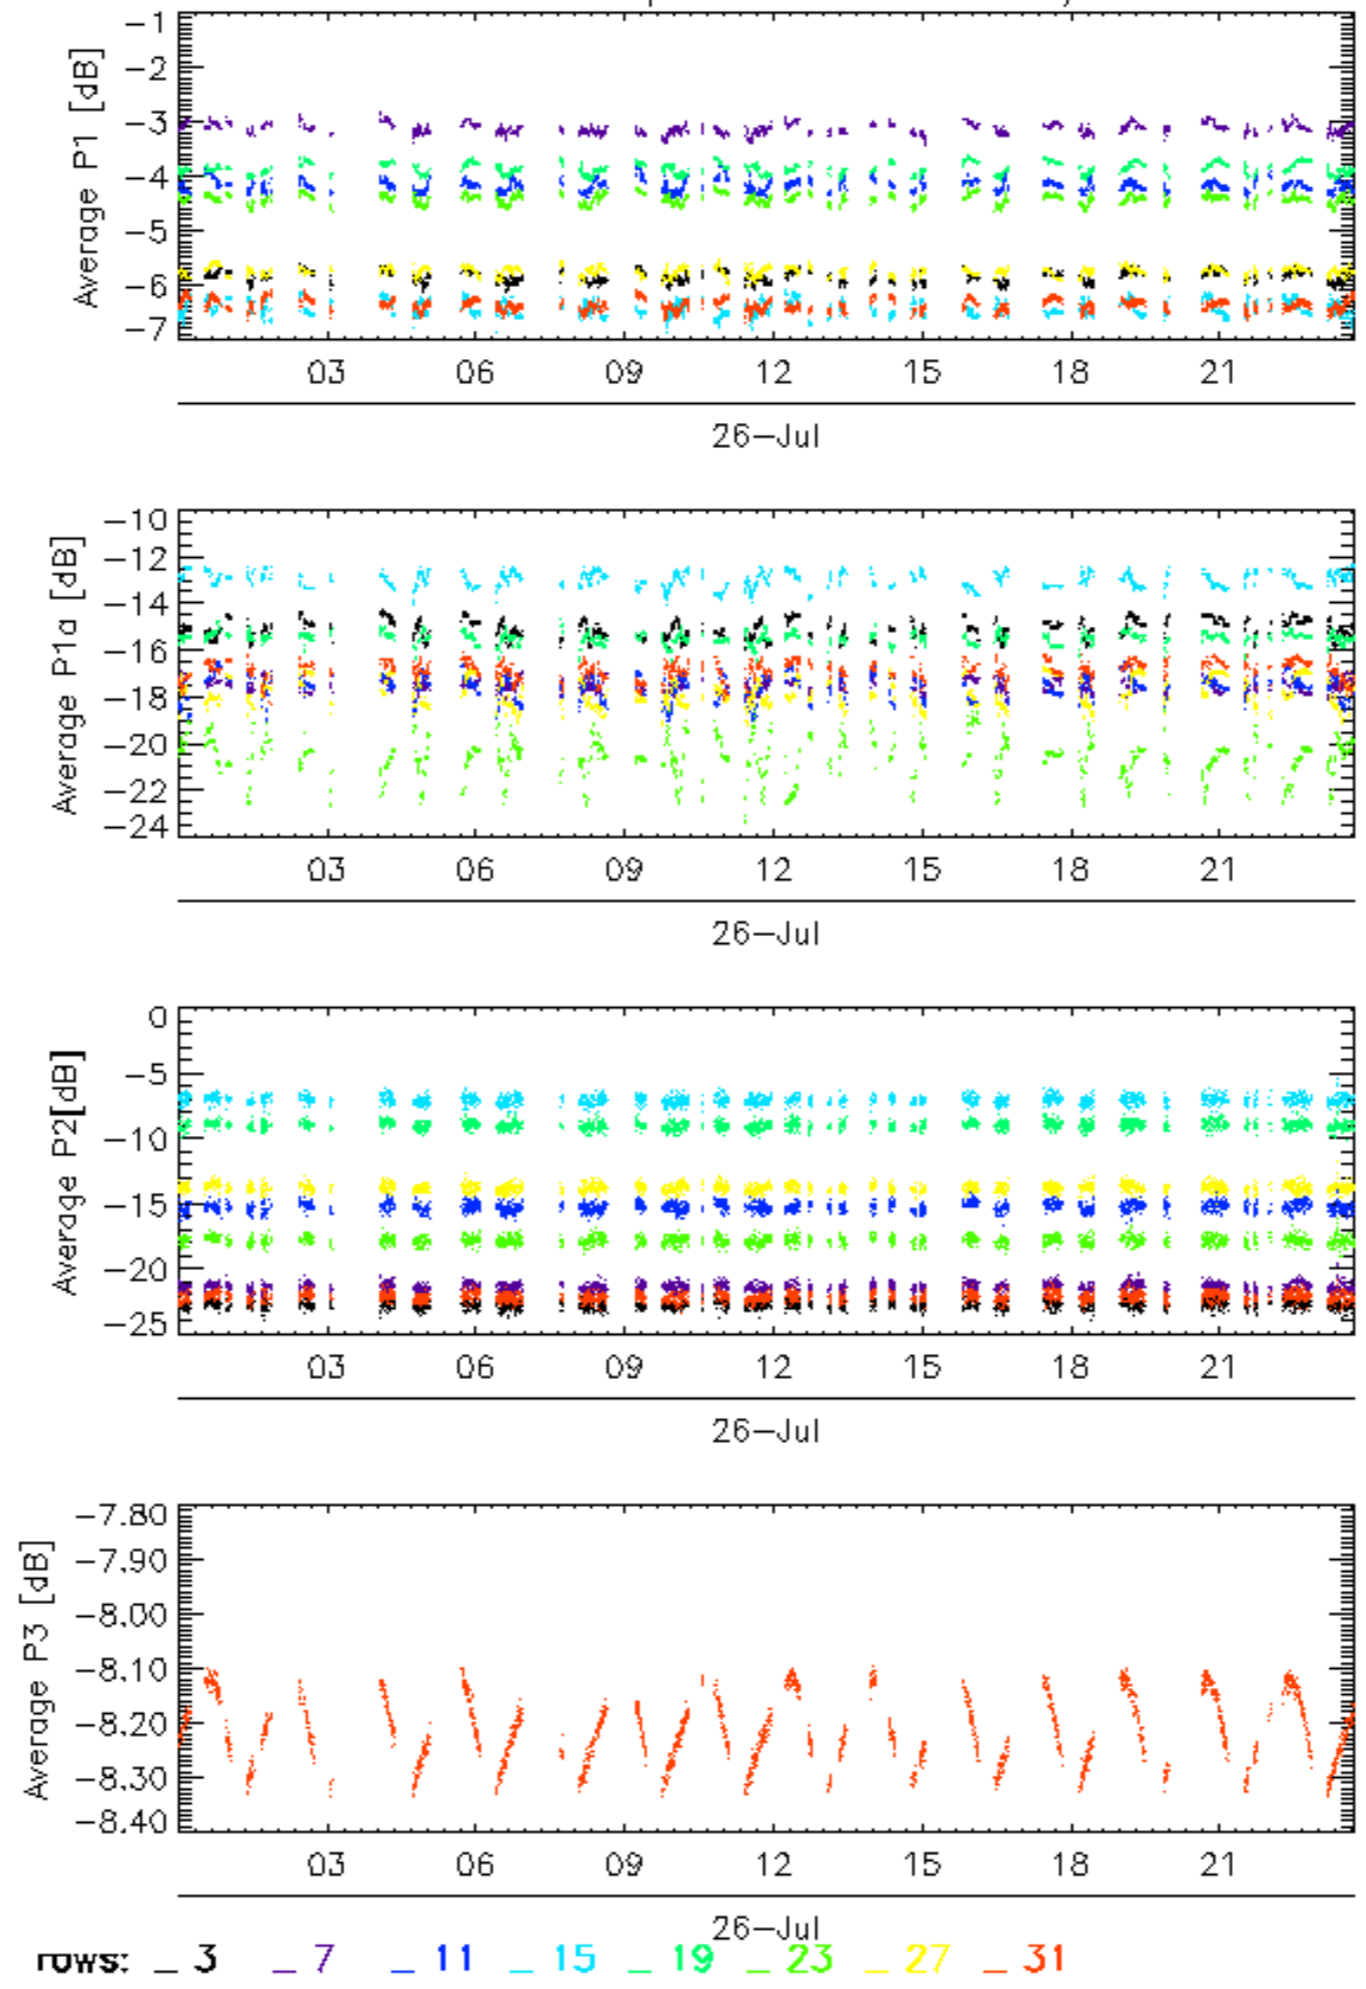 Average P1 [dB]
-1
-2
-3
-4
-5
-6
-7
03 06 09 12 15 18 21
26-Jul
Average P1a [dB]
-10
-12
-14
-16
-18
-20
-22
-24
03 06 09 12 15 18 21
26-Jul
Average P2[dB]
0
-5
-10
-15
-20
-25
03 06 09 12 15 18 21
26-Jul
Average P3 [dB]
-7.80
-7.90
-8.00
-8.10
-8.20
-8.30
-8.40
03 06 09 12 15 18 21
26-Jul
rows: _ 3 _ 7 _ 11 _ 15 _ 19 _ 23 _ 27 _ 31